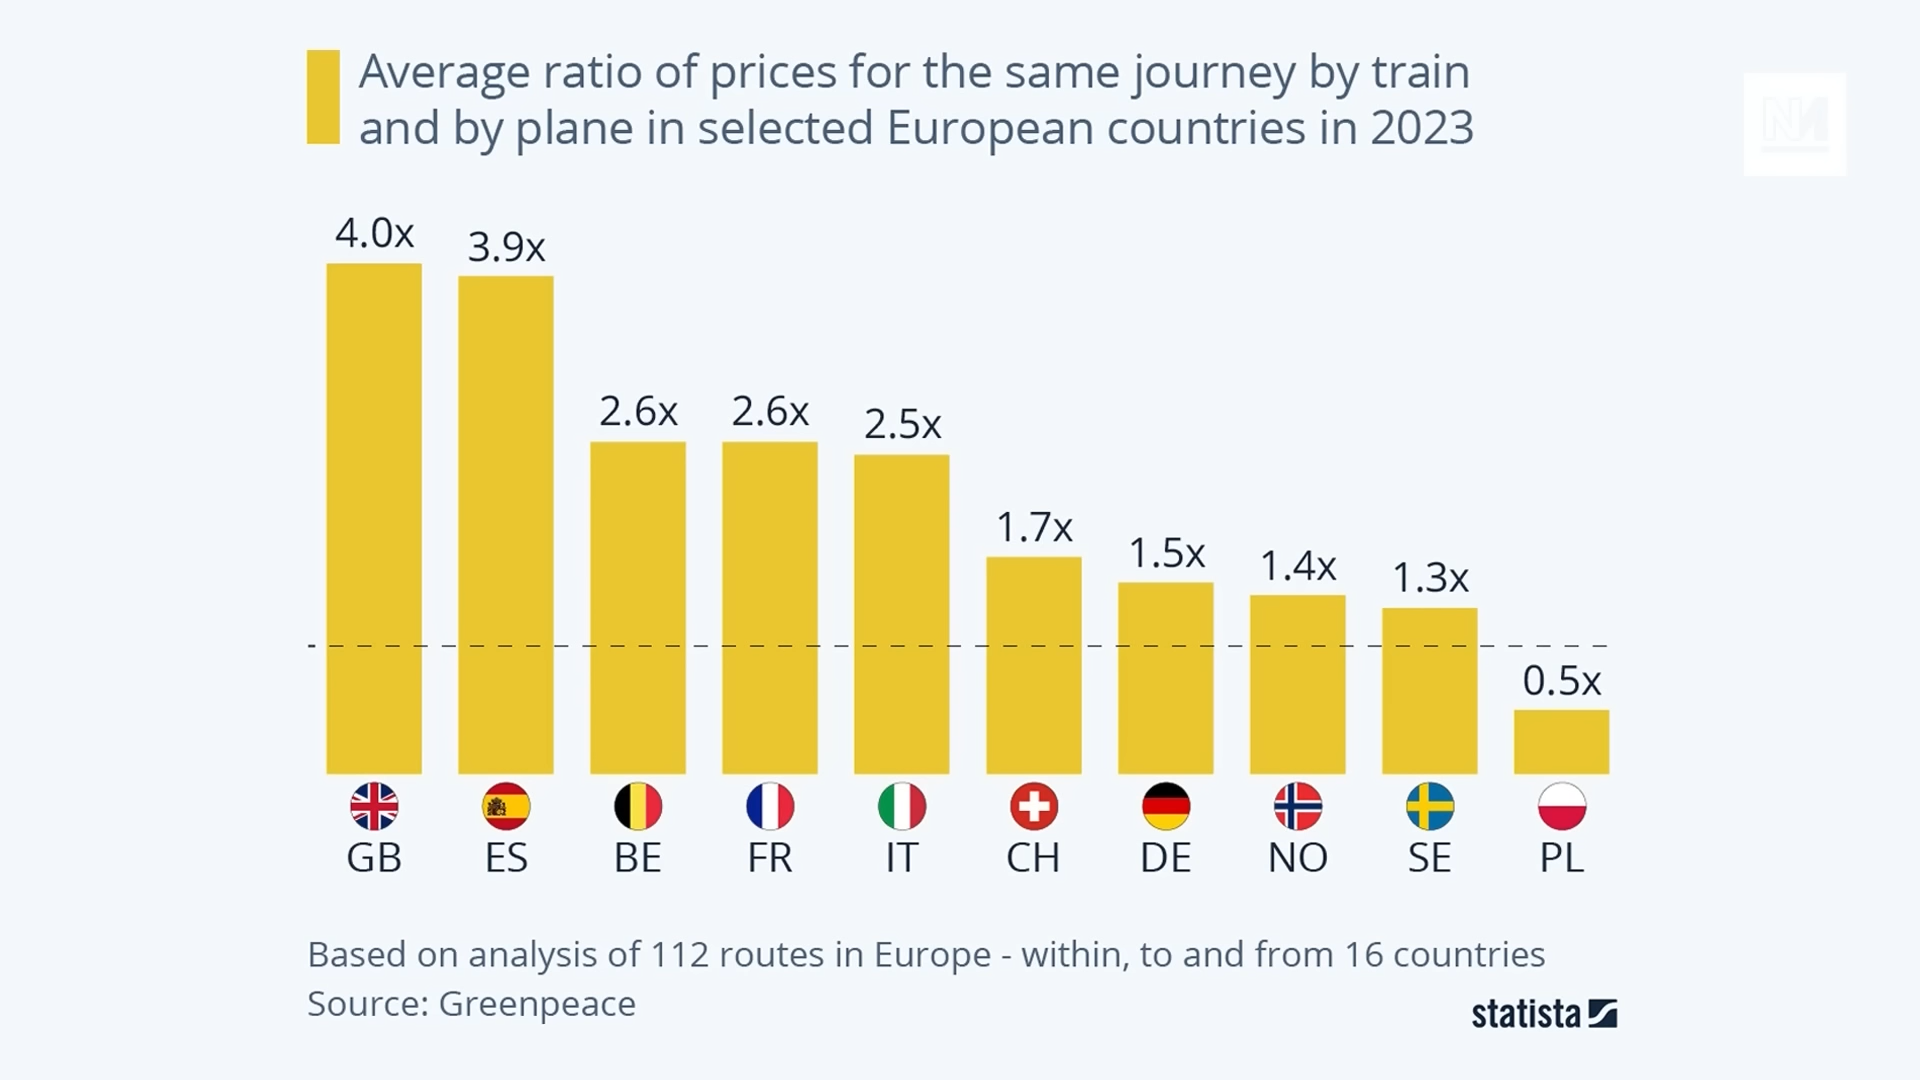 Average ratio of prices for the same journey by train
and by plane in selected European countries in 2023
NN
4.0x
3.9x
2.6x
2.6x
2.5x
1.7x
1.5x
1.4x
1.3x
0.5x
GB
ES
BE
FR
IT
CH
DE
NO
SE
PL
Based on analysis of 112 routes in Europe - within, to and from 16 countries
Source: Greenpeace
statista